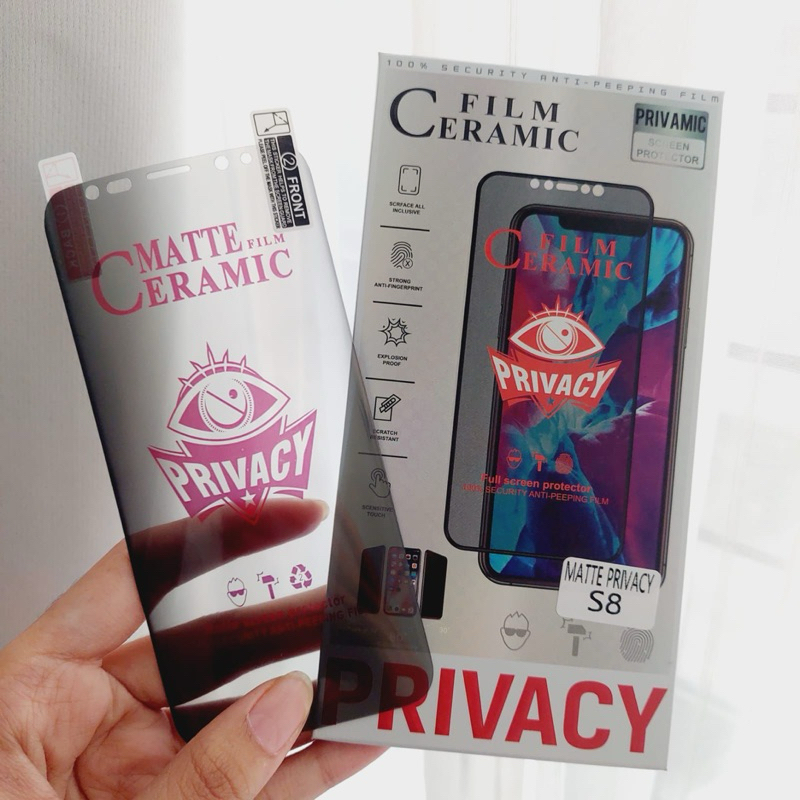 100% SECURITY ANTI-PEEPING FILM
FILM
CERAMIC
PRIVAMIC
SCREEN
PROTECTOR
SCRFACE ALL
INCLUSIVE
STRONG
ANTI-FINGERPRINT
EXPLOSION
PROOF
SCRATCH
RESISTANT
TOUCH
FILM
CERAMIC
PRIVACY
Full screen protector
SECURITY ANTI-PEEPING FILM
MATTE PRIVACY
S8
PRIVACY
② FRONT
MATTE FILM
CERAMIC
PRIVACY